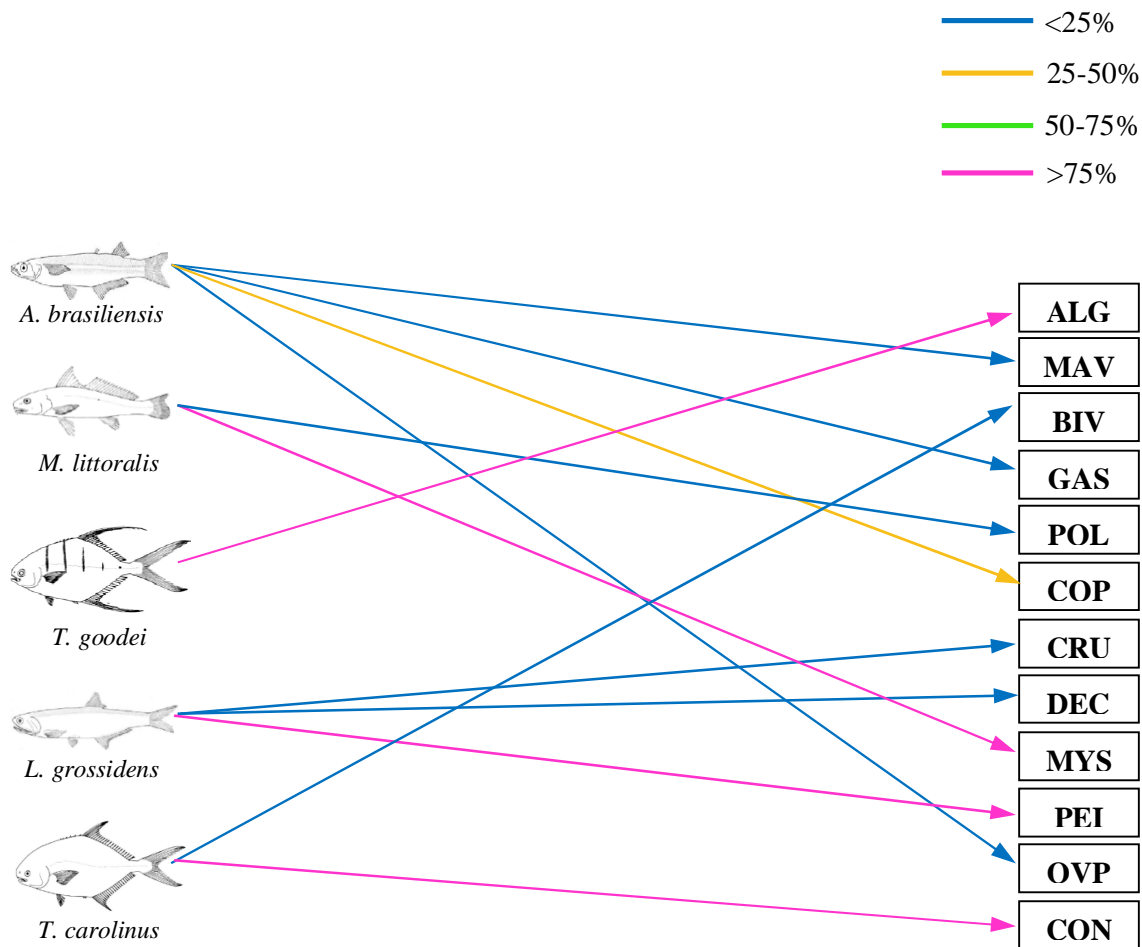 <25%
25-50%
50-75%
>75%
A. brasiliensis
M. littoralis
T. goodei
L. grossidens
T. carolinus
ALG
MAV
BIV
GAS
POL
COP
CRU
DEC
MYS
PEI
OVP
CON